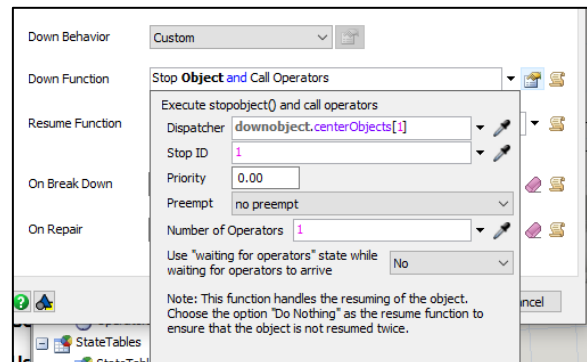 Down Behavior Custom
Down Function Stop Object and Call Operators
Execute stopobject() and call operators
Resume Function
Dispatcher downobject.centerObjects[1]
Stop ID 1
Priority 0.00
On Break Down
Preempt no preempt
On Repair
Number of Operators 1
Use "waiting for operators" state while
waiting for operators to arrive No
Note: This function handles the resuming of the object.
Choose the option "Do Nothing" as the resume function to
ensure that the object is not resumed twice.
StateTables